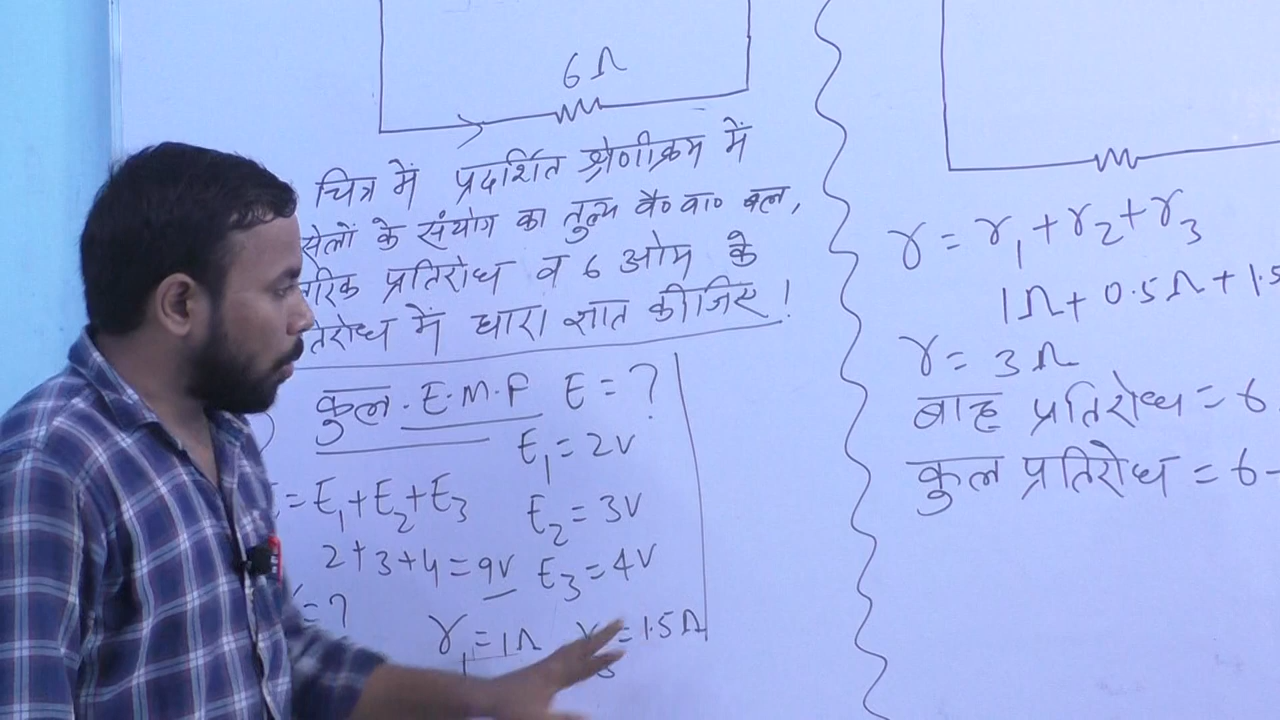 6Ω
चित्र में प्रदर्शित श्रेणीक्रम में
सेलों के संयोग का तुल्य वै० वा० बल,
प्रतिरोध व 6 ओम के
में धारा ज्ञात कीजिए!
कुल E.M.F E = ?
E₁ = 2V
= E₁ + E₂ + E₃
E₂ = 3V
2+3+4 = 9V
E₃ = 4V
= ?
r₁ = 1Ω
= 1.5Ω
r = r₁ + r₂ + r₃
1Ω + 0.5Ω + 1.5
r = 3Ω
बाह प्रतिरोध = 6
कुल प्रतिरोध = 6-